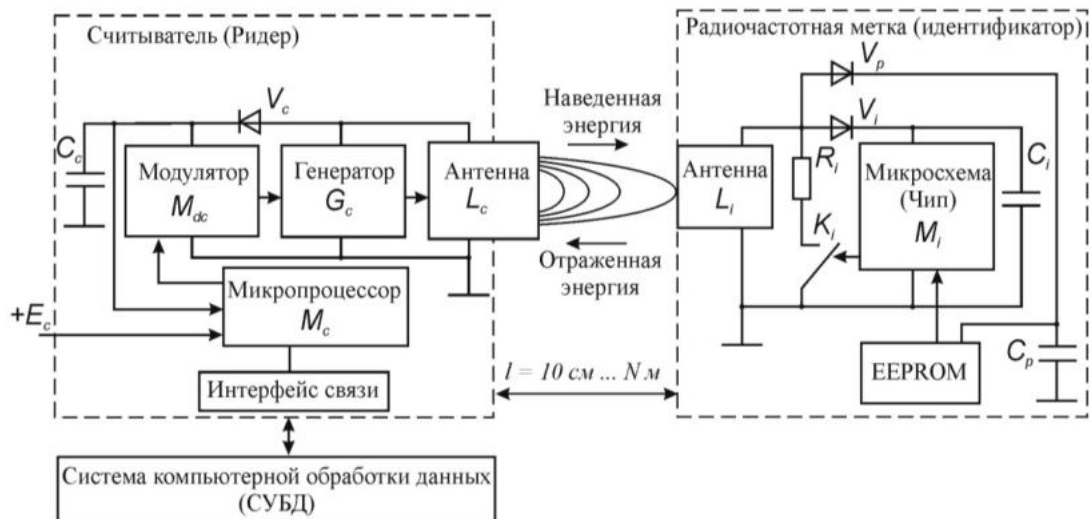 Считыватель (Ридер)
V_c
C_c
Модулятор
M_dc
Генератор
G_c
Антенна
L_c
Микропроцессор
M_c
+E_c
Интерфейс связи
Система компьютерной обработки данных
(СУБД)
Наведенная
энергия
Отраженная
энергия
l = 10 см ... N м
Радиочастотная метка (идентификатор)
V_p
V_i
Антенна
L_i
R_i
K_i
Микросхема
(Чип)
M_i
C_i
EEPROM
C_p